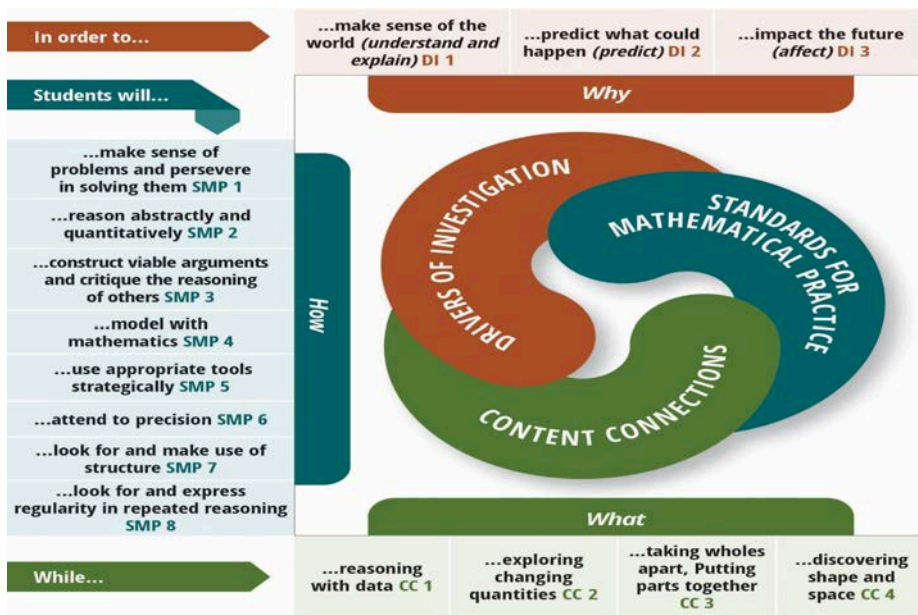 In order to...
...make sense of the
world (understand and
explain) DI 1
...predict what could
happen (predict) DI 2
...impact the future
(affect) DI 3
Students will...
Why
...make sense of
problems and persevere
in solving them SMP 1
...reason abstractly and
quantitatively SMP 2
...construct viable arguments
and critique the reasoning
of others SMP 3
...model with
mathematics SMP 4
...use appropriate tools
strategically SMP 5
...attend to precision SMP 6
...look for and make use of
structure SMP 7
...look for and express
regularity in repeated reasoning
SMP 8
How
DRIVERS OF INVESTIGATION
STANDARDS FOR
MATHEMATICAL PRACTICE
CONTENT CONNECTIONS
What
While...
...reasoning
with data CC 1
...exploring
changing
quantities CC 2
...taking wholes
apart, Putting
parts together
CC 3
...discovering
shape and
space CC 4